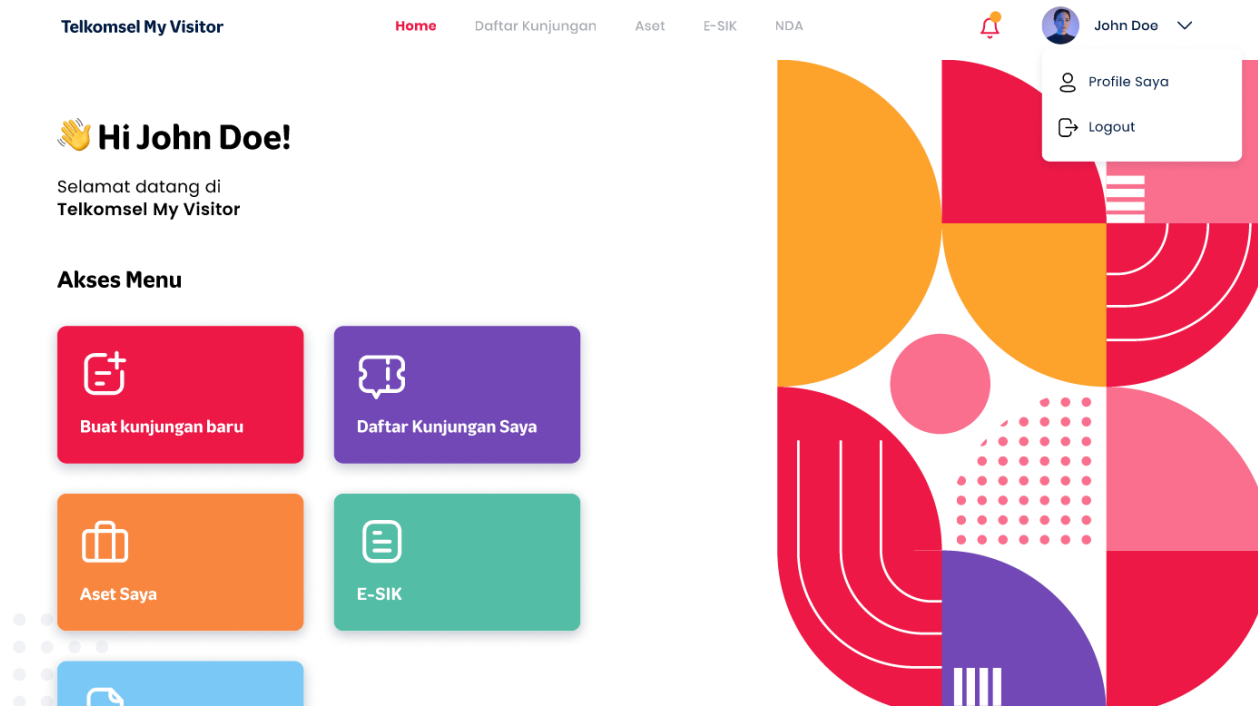 Telkomsel My Visitor
Home
Daftar Kunjungan
Aset
E-SIK
NDA
John Doe
Profile Saya
Logout
Hi John Doe!
Selamat datang di
Telkomsel My Visitor
Akses Menu
Buat kunjungan baru
Daftar Kunjungan Saya
Aset Saya
E-SIK